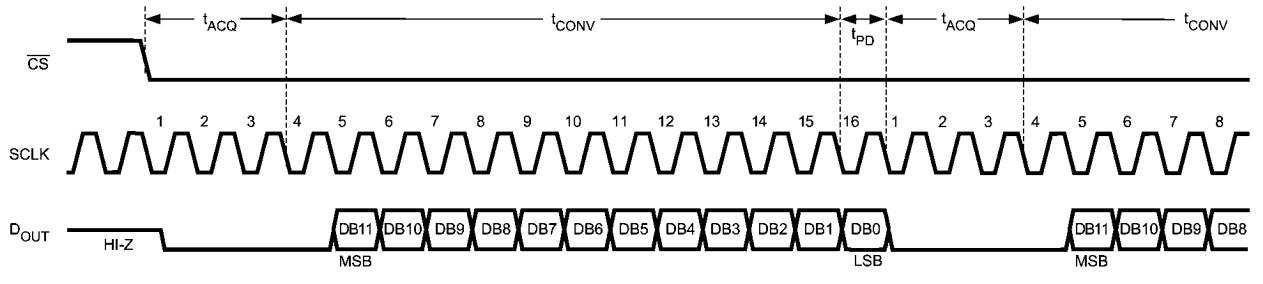 tACQ tCONV tPD tACQ tCONV
CS
1 2 3 4 5 6 7 8 9 10 11 12 13 14 15 16 1 2 3 4 5 6 7 8
SCLK
DB11 DB10 DB9 DB8 DB7 DB6 DB5 DB4 DB3 DB2 DB1 DB0 DB11 DB10 DB9 DB8
DOUT
HI-Z MSB LSB MSB